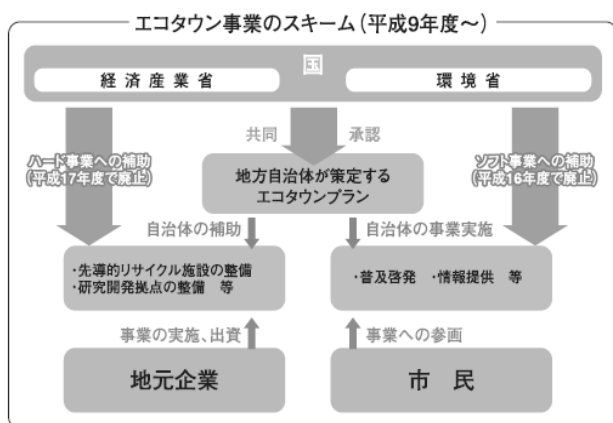 エコタウン事業のスキーム(平成9年度〜)
国
経済産業省
環境省
共同
承認
ハード事業への補助
(平成17年度で廃止)
地方自治体が策定する
エコタウンプラン
ソフト事業への補助
(平成16年度で廃止)
自治体の補助
自治体の事業実施
・先導的リサイクル施設の整備
・研究開発拠点の整備 等
・普及啓発 ・情報提供 等
事業の実施、出資
事業への参画
地元企業
市民